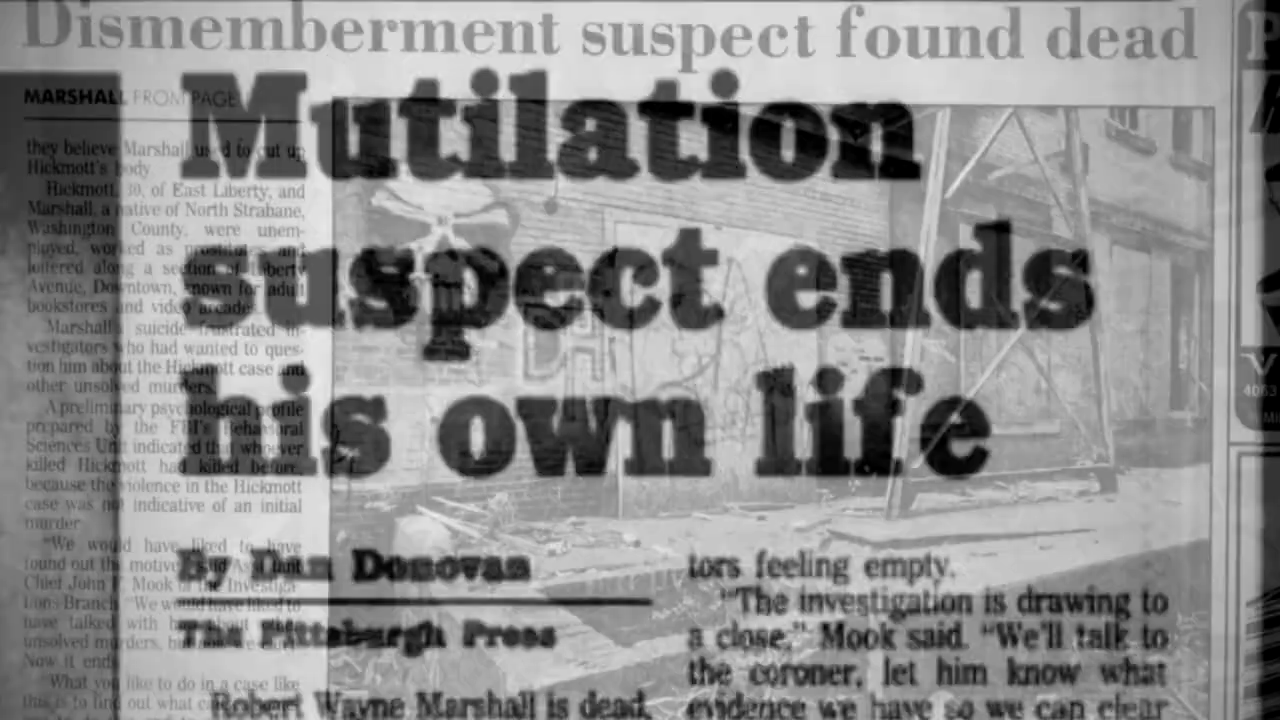 Dismemberment suspect found dead
MARSHALL FROM PAGE
Mutilation
suspect ends
his own life
they believe Marshall used to cut up
Hickmott's body
Hickmott, 30, of East Liberty, and
Marshall, a native of North Strabane,
Washington County, were unem-
ployed, worked as prostitutes and
loitered along a section of Liberty
Avenue, Downtown, known for adult
bookstores and video arcades.
Marshall's suicide frustrated in-
vestigators who had wanted to ques-
tion him about the Hickmott case and
other unsolved murders.
A preliminary psychological profile
prepared by the FBI's Behavioral
Sciences Unit indicated that whoever
killed Hickmott had killed before,
because the violence in the Hickmott
case was not indicative of an initial
murder.
"We would have liked to have
found out the motive," said Assistant
Chief John J. Mook of the Investiga-
tions Branch. "We would have liked to
have talked with him about
unsolved murders, but
Now it ends
What you like to do in a case like
this is to find out what
By Dan Donovan
The Pittsburgh Press
Robert Wayne Marshall is dead,
tors feeling empty.
"The investigation is drawing to
a close," Mook said. "We'll talk to
the coroner, let him know what
evidence we have so we can clear
V
4063